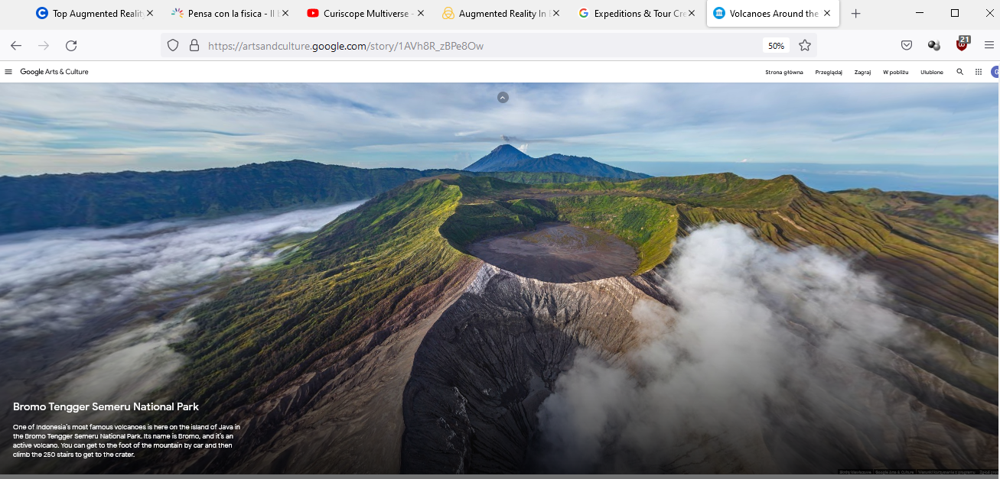 Top Augmented Realit
Pensa con la fisica - Il
Curiscope Multiverse -
Augmented Reality In
Expeditions & Tour Cre
Volcanoes Around the
https://artsandculture.google.com/story/1AVh8R_zBPe8Ow
50%
21
Google Arts & Culture
Strona główna
Przeglądaj
Zagraj
W pobliżu
Ulubione
G
Bromo Tengger Semeru National Park
One of Indonesia's most famous volcanoes is here on the island of Java in
the Bromo Tengger Semeru National Park. Its name is Bromo, and it's an
active volcano. You can get to the foot of the mountain by car and then
climb the 250 stairs to get to the crater.
Google Arts & Culture